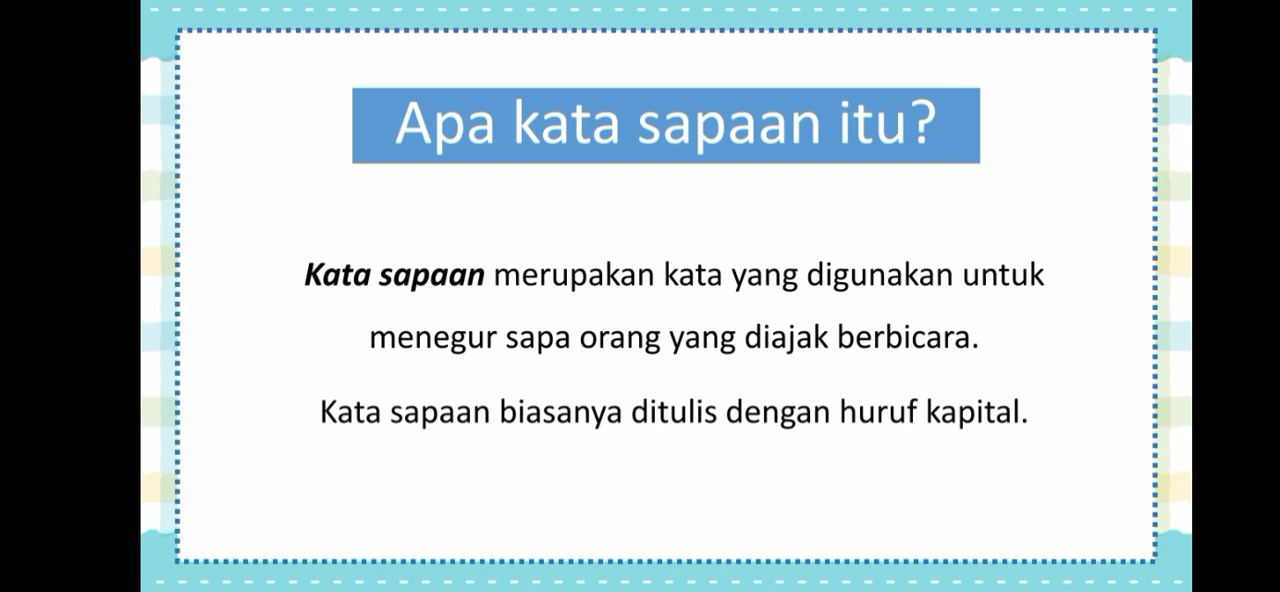 Apa kata sapaan itu?
Kata sapaan merupakan kata yang digunakan untuk
menegur sapa orang yang diajak berbicara.
Kata sapaan biasanya ditulis dengan huruf kapital.